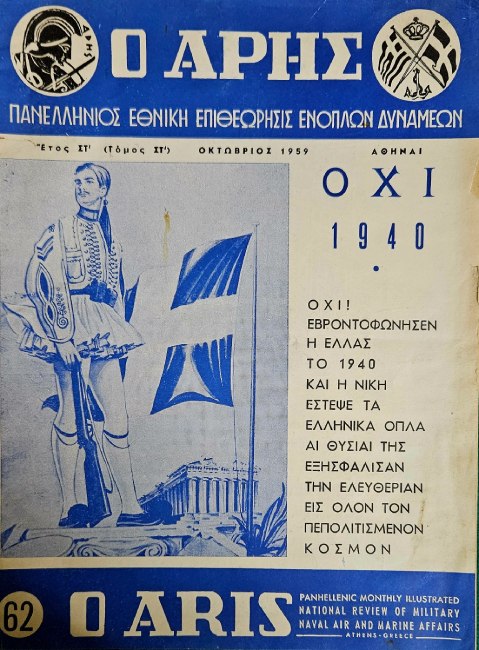 ΑΡΗΣ
Ο ΑΡΗΣ
ΠΑΝΕΛΛΗΝΙΟΣ ΕΘΝΙΚΗ ΕΠΙΘΕΩΡΗΣΙΣ ΕΝΟΠΛΩΝ ΔΥΝΑΜΕΩΝ
Ἔτος ΣΤ' (Τόμος ΣΤ') ΟΚΤΩΒΡΙΟΣ 1959 ΑΘΗΝΑΙ
ΟΧΙ
1940
ΟΧΙ!
ΕΒΡΟΝΤΟΦΩΝΗΣΕΝ
Η ΕΛΛΑΣ
ΤΟ 1940
ΚΑΙ Η ΝΙΚΗ
ΕΣΤΕΨΕ ΤΑ
ΕΛΛΗΝΙΚΑ ΟΠΛΑ
ΑΙ ΘΥΣΙΑΙ ΤΗΣ
ΕΞΗΣΦΑΛΙΣΑΝ
ΤΗΝ ΕΛΕΥΘΕΡΙΑΝ
ΕΙΣ ΟΛΟΝ ΤΟΝ
ΠΕΠΟΛΙΤΙΣΜΕΝΟΝ
ΚΟΣΜΟΝ
62
O ARIS
PANHELLENIC MONTHLY ILLUSTRATED
NATIONAL REVIEW OF MILITARY
NAVAL AIR AND MARINE AFFAIRS
ATHENS-GREECE